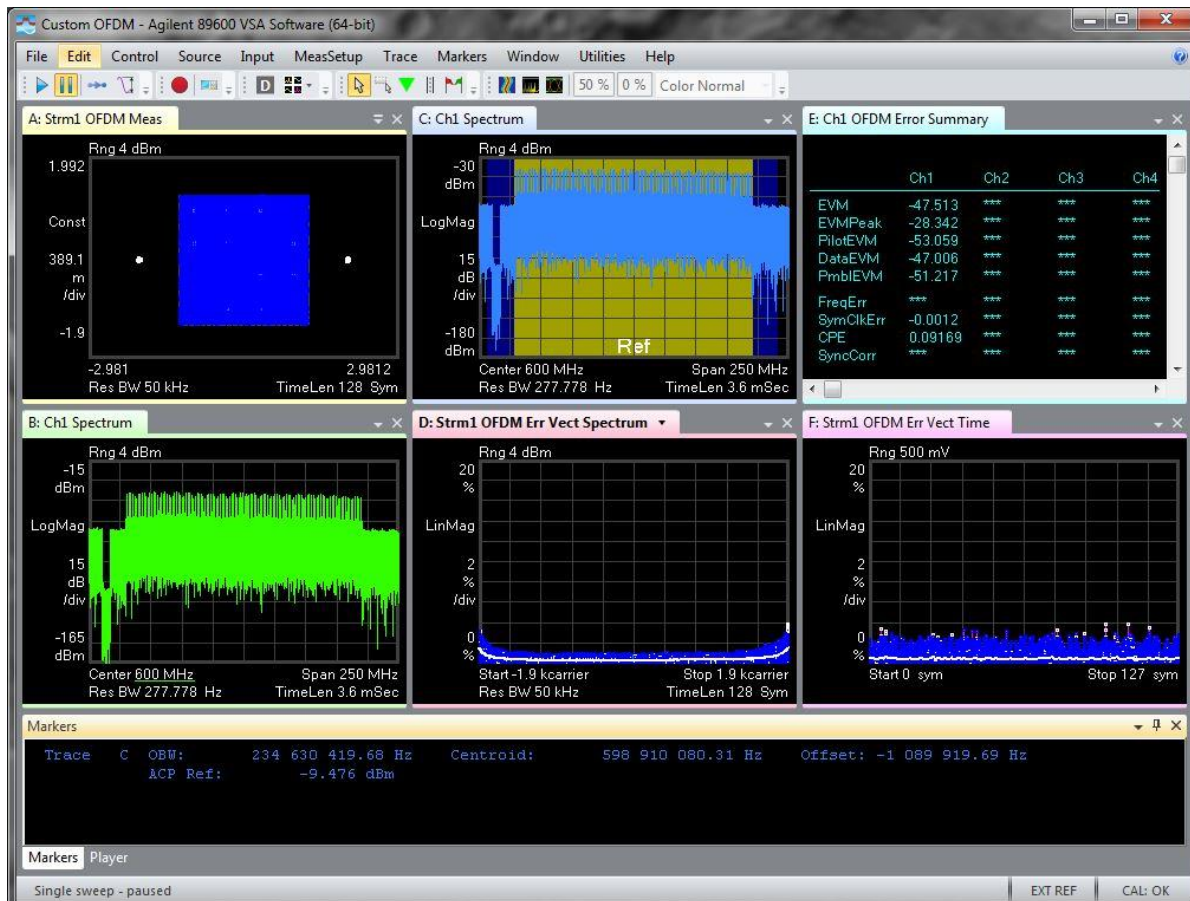 Custom OFDM - Agilent 89600 VSA Software (64-bit)
File Edit Control Source Input MeasSetup Trace Markers Window Utilities Help
D 50 % 0 % Color Normal
A: Strm1 OFDM Meas
Rng 4 dBm
1.992
Const
389.1
m
/div
-1.9
-2.981 2.9812
Res BW 50 kHz TimeLen 128 Sym
C: Ch1 Spectrum
Rng 4 dBm
-30
dBm
LogMag
15
dB
/div
-180
dBm
Ref
Center 600 MHz Span 250 MHz
Res BW 277.778 Hz TimeLen 3.6 mSec
E: Ch1 OFDM Error Summary
Ch1 Ch2 Ch3 Ch4
EVM -47.513 *** *** ***
EVMPeak -28.342 *** *** ***
PilotEVM -53.059 *** *** ***
DataEVM -47.006 *** *** ***
PmblEVM -51.217 *** *** ***
FreqErr *** *** *** ***
SymClkErr -0.0012 *** *** ***
CPE 0.09169 *** *** ***
SyncCorr *** *** *** ***
B: Ch1 Spectrum
Rng 4 dBm
-15
dBm
LogMag
15
dB
/div
-165
dBm
Center 600 MHz Span 250 MHz
Res BW 277.778 Hz TimeLen 3.6 mSec
D: Strm1 OFDM Err Vect Spectrum
Rng 4 dBm
20
%
LinMag
2
%
/div
0
%
Start -1.9 kcarrier Stop 1.9 kcarrier
Res BW 50 kHz TimeLen 128 Sym
F: Strm1 OFDM Err Vect Time
Rng 500 mV
20
%
LinMag
2
%
/div
0
%
Start 0 sym Stop 127 sym
Markers
Trace C OBW: 234 630 419.68 Hz Centroid: 598 910 080.31 Hz Offset: -1 089 919.69 Hz
ACP Ref: -9.476 dBm
Markers Player
Single sweep - paused EXT REF CAL: OK